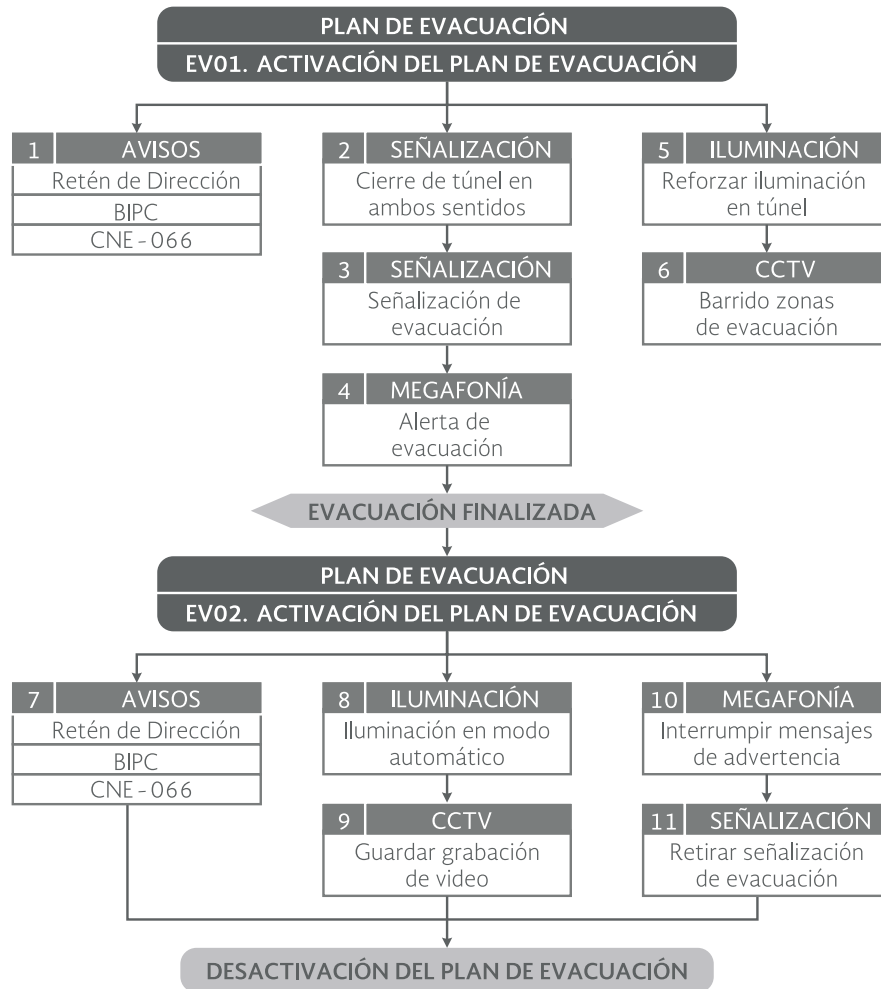 PLAN DE EVACUACIÓN
EV01. ACTIVACIÓN DEL PLAN DE EVACUACIÓN
1 AVISOS
Retén de Dirección
BIPC
CNE - 066
2 SEÑALIZACIÓN
Cierre de túnel en
ambos sentidos
3 SEÑALIZACIÓN
Señalización de
evacuación
4 MEGAFONÍA
Alerta de
evacuación
5 ILUMINACIÓN
Reforzar iluminación
en túnel
6 CCTV
Barrido zonas
de evacuación
EVACUACIÓN FINALIZADA
PLAN DE EVACUACIÓN
EV02. ACTIVACIÓN DEL PLAN DE EVACUACIÓN
7 AVISOS
Retén de Dirección
BIPC
CNE - 066
8 ILUMINACIÓN
Iluminación en modo
automático
9 CCTV
Guardar grabación
de video
10 MEGAFONÍA
Interrumpir mensajes
de advertencia
11 SEÑALIZACIÓN
Retirar señalización
de evacuación
DESACTIVACIÓN DEL PLAN DE EVACUACIÓN